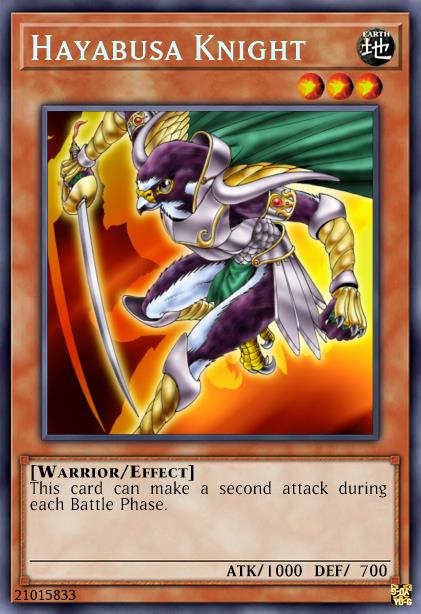 Hayabusa Knight
EARTH
地
[Warrior/Effect]
This card can make a second attack during
each Battle Phase.
ATK/1000 DEF/ 700
21015833